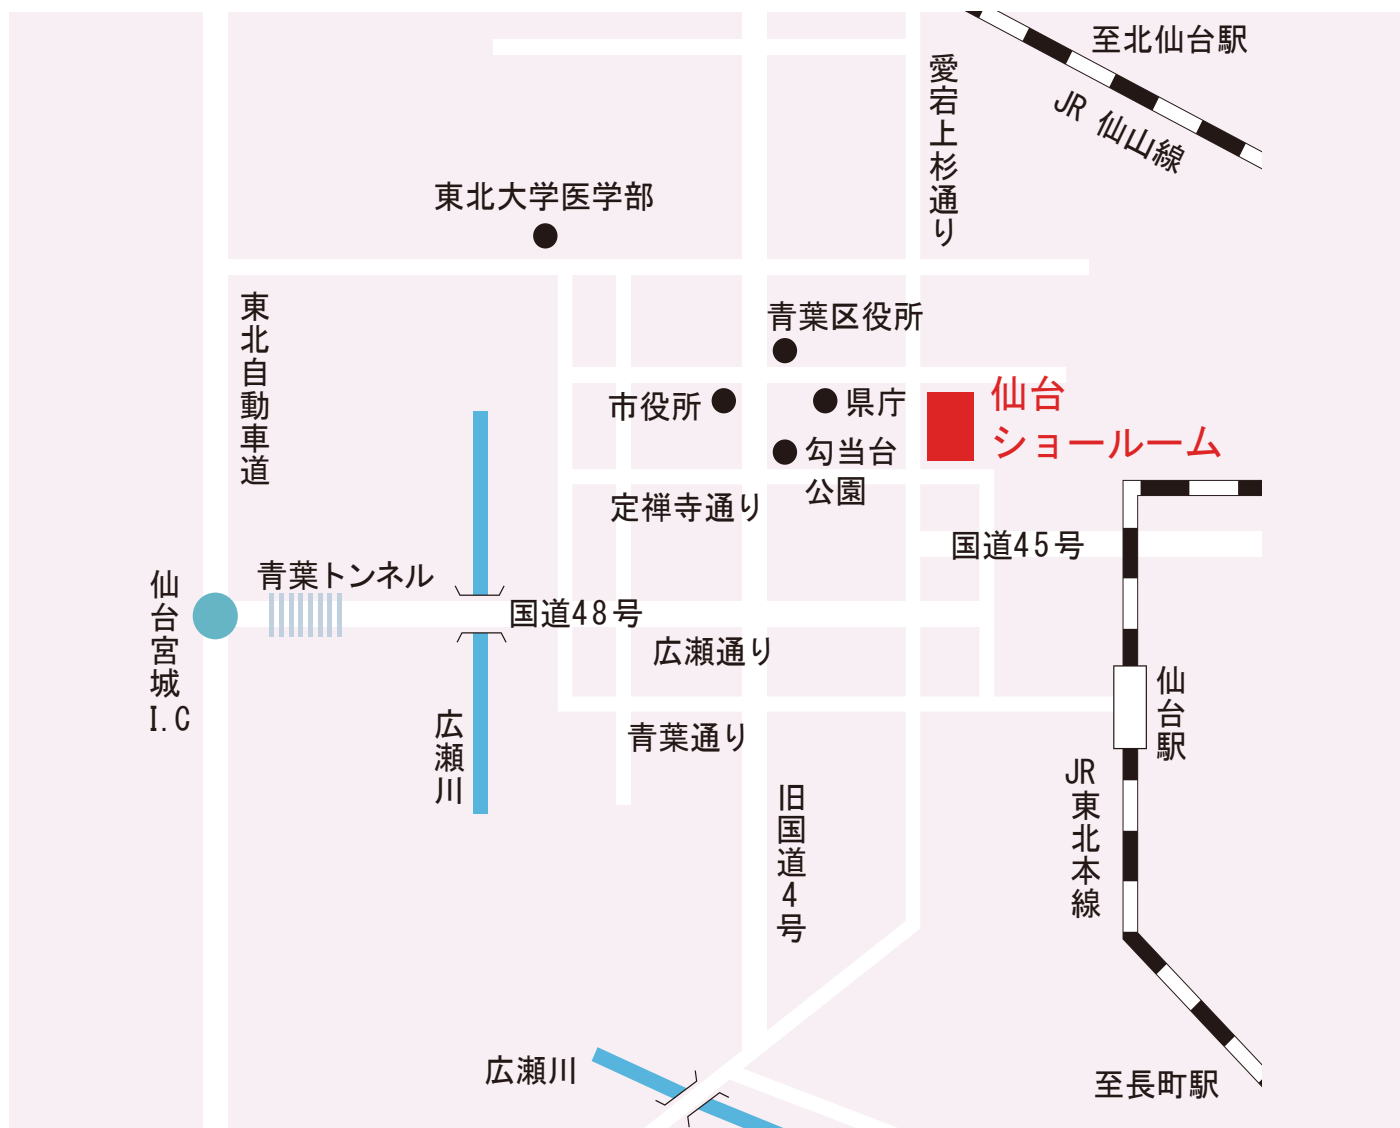 至北仙台駅
JR 仙山線
愛宕上杉通り
東北大学医学部
東北自動車道
青葉区役所
市役所
県庁
仙台
ショールーム
勾当台
公園
定禅寺通り
国道45号
青葉トンネル
仙台宮城I.C
国道48号
広瀬通り
広瀬川
青葉通り
仙台駅
JR東北本線
旧国道4号
広瀬川
至長町駅